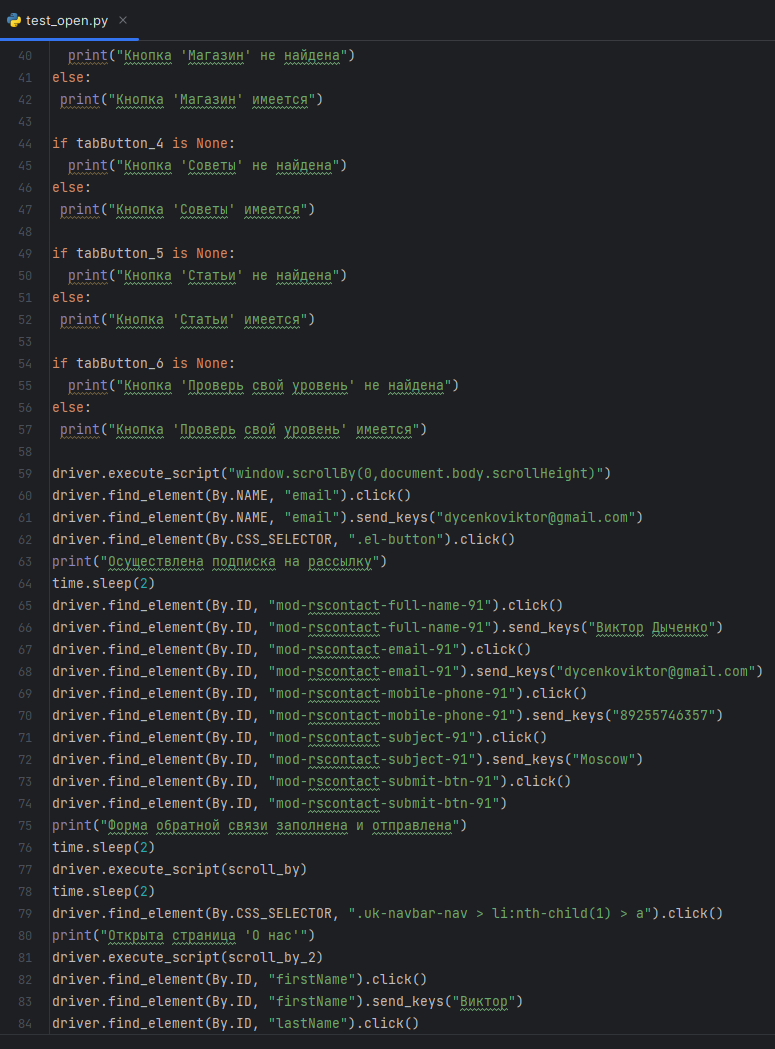 test_open.py ×
40 print("Кнопка 'Магазин' не найдена")
41 else:
42 print("Кнопка 'Магазин' имеется")
43
44 if tabButton_4 is None:
45 print("Кнопка 'Советы' не найдена")
46 else:
47 print("Кнопка 'Советы' имеется")
48
49 if tabButton_5 is None:
50 print("Кнопка 'Статьи' не найдена")
51 else:
52 print("Кнопка 'Статьи' имеется")
53
54 if tabButton_6 is None:
55 print("Кнопка 'Проверь свой уровень' не найдена")
56 else:
57 print("Кнопка 'Проверь свой уровень' имеется")
58
59 driver.execute_script("window.scrollBy(0,document.body.scrollHeight)")
60 driver.find_element(By.NAME, "email").click()
61 driver.find_element(By.NAME, "email").send_keys("dycenkoviktor@gmail.com")
62 driver.find_element(By.CSS_SELECTOR, ".el-button").click()
63 print("Осуществлена подписка на рассылку")
64 time.sleep(2)
65 driver.find_element(By.ID, "mod-rscontact-full-name-91").click()
66 driver.find_element(By.ID, "mod-rscontact-full-name-91").send_keys("Виктор Дыченко")
67 driver.find_element(By.ID, "mod-rscontact-email-91").click()
68 driver.find_element(By.ID, "mod-rscontact-email-91").send_keys("dycenkoviktor@gmail.com")
69 driver.find_element(By.ID, "mod-rscontact-mobile-phone-91").click()
70 driver.find_element(By.ID, "mod-rscontact-mobile-phone-91").send_keys("89255746357")
71 driver.find_element(By.ID, "mod-rscontact-subject-91").click()
72 driver.find_element(By.ID, "mod-rscontact-subject-91").send_keys("Moscow")
73 driver.find_element(By.ID, "mod-rscontact-submit-btn-91").click()
74 driver.find_element(By.ID, "mod-rscontact-submit-btn-91")
75 print("Форма обратной связи заполнена и отправлена")
76 time.sleep(2)
77 driver.execute_script(scroll_by)
78 time.sleep(2)
79 driver.find_element(By.CSS_SELECTOR, ".uk-navbar-nav > li:nth-child(1) > a").click()
80 print("Открыта страница 'О нас'")
81 driver.execute_script(scroll_by_2)
82 driver.find_element(By.ID, "firstName").click()
83 driver.find_element(By.ID, "firstName").send_keys("Виктор")
84 driver.find_element(By.ID, "lastName").click()